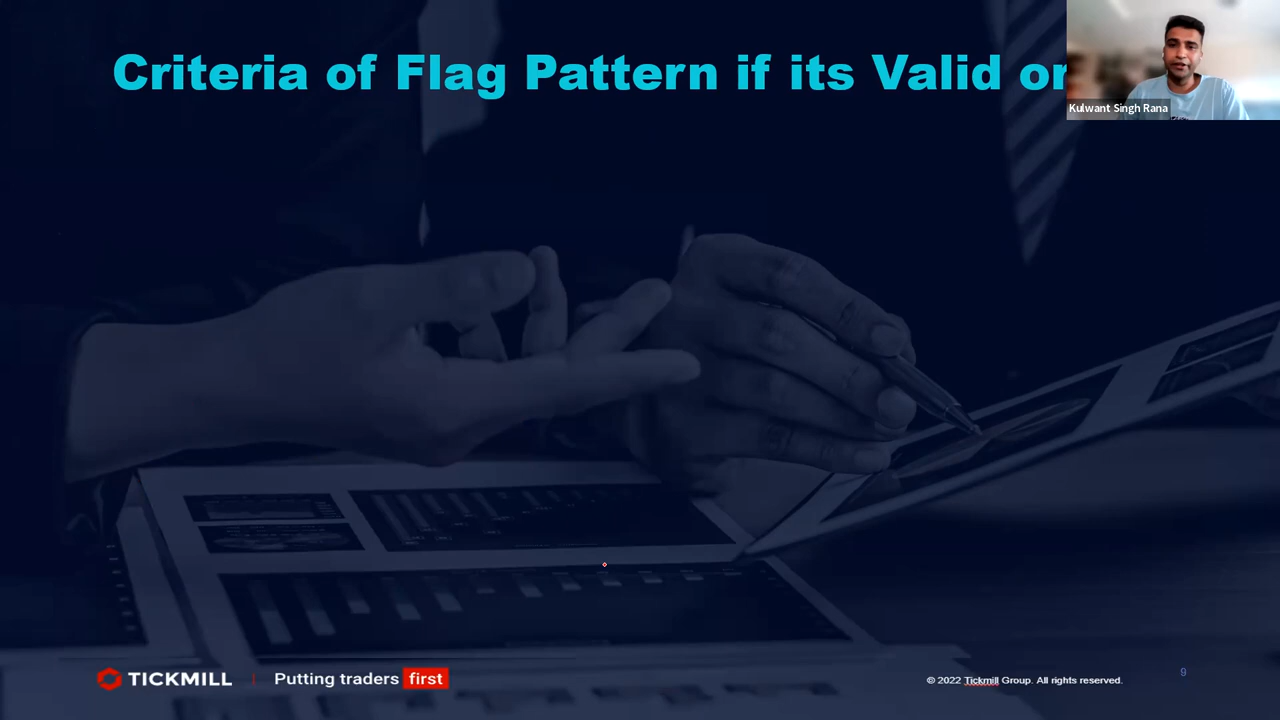 Criteria of Flag Pattern if its Valid or
Kulwant Singh Rana
TICKMILL | Putting traders first
© 2022 Tickmill Group. All rights reserved.
9